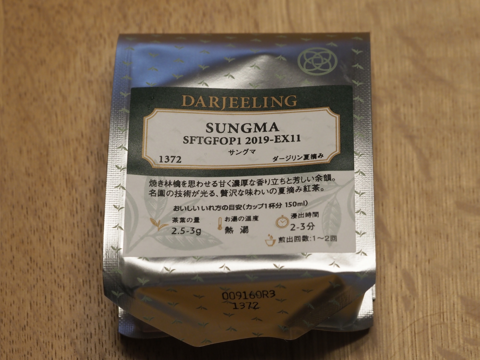 DARJEELING
SUNGMA
SFTGFOP1 2019-EX11
サングマ
1372 ダージリン夏摘み
焼き林檎を思わせる甘く濃厚な香り立ちと芳しい余韻。
名園の技術が光る、贅沢な味わいの夏摘み紅茶。
おいしいいれ方の目安(カップ1杯分 150ml)
茶葉の量 お湯の温度 浸出時間
2.5-3g 熱湯 2-3分
煎出回数:1〜2回
009160R3
1372